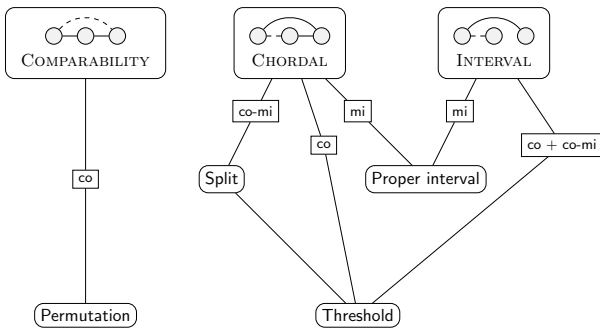 COMPARABILITY
CHORDAL
INTERVAL
co-mi
mi
mi
co
co + co-mi
co
Split
Proper interval
Permutation
Threshold